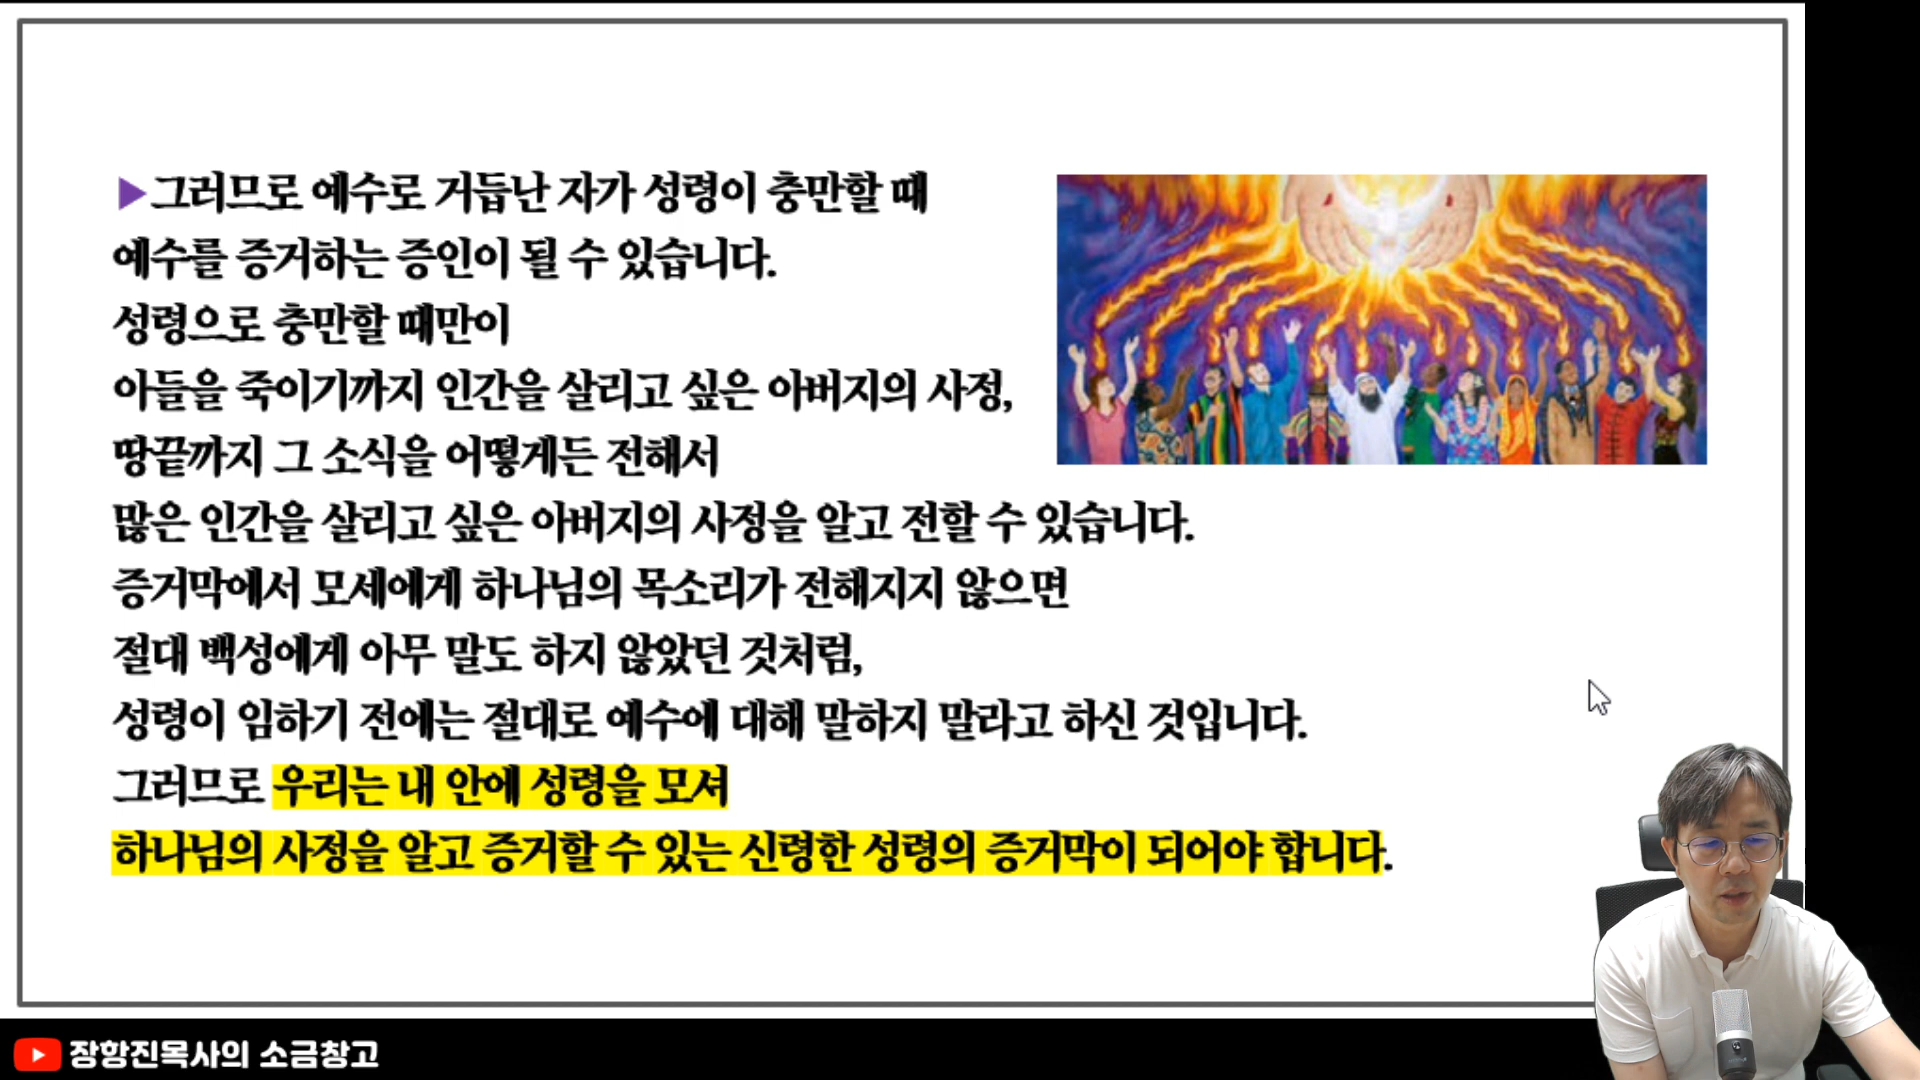 ▶그러므로 예수로 거듭난 자가 성령이 충만할 때
예수를 증거하는 증인이 될 수 있습니다.
성령으로 충만할 때만이
아들을 죽이기까지 인간을 살리고 싶은 아버지의 사정,
땅끝까지 그 소식을 어떻게든 전해서
많은 인간을 살리고 싶은 아버지의 사정을 알고 전할 수 있습니다.
증거막에서 모세에게 하나님의 목소리가 전해지지 않으면
절대 백성에게 아무 말도 하지 않았던 것처럼,
성령이 임하기 전에는 절대로 예수에 대해 말하지 말라고 하신 것입니다.
그러므로 우리는 내 안에 성령을 모셔
하나님의 사정을 알고 증거할 수 있는 신령한 성령의 증거막이 되어야 합니다.
장항진목사의 소금창고